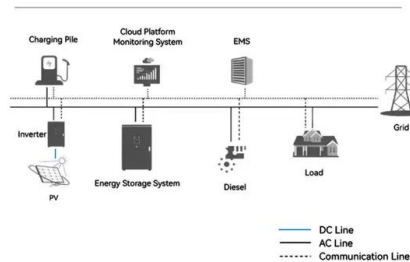 Charging Pile
Cloud Platform
Monitoring System
EMS
Grid
Inverter
PV
Energy Storage System
Diesel
Load
DC Line
AC Line
Communication Line